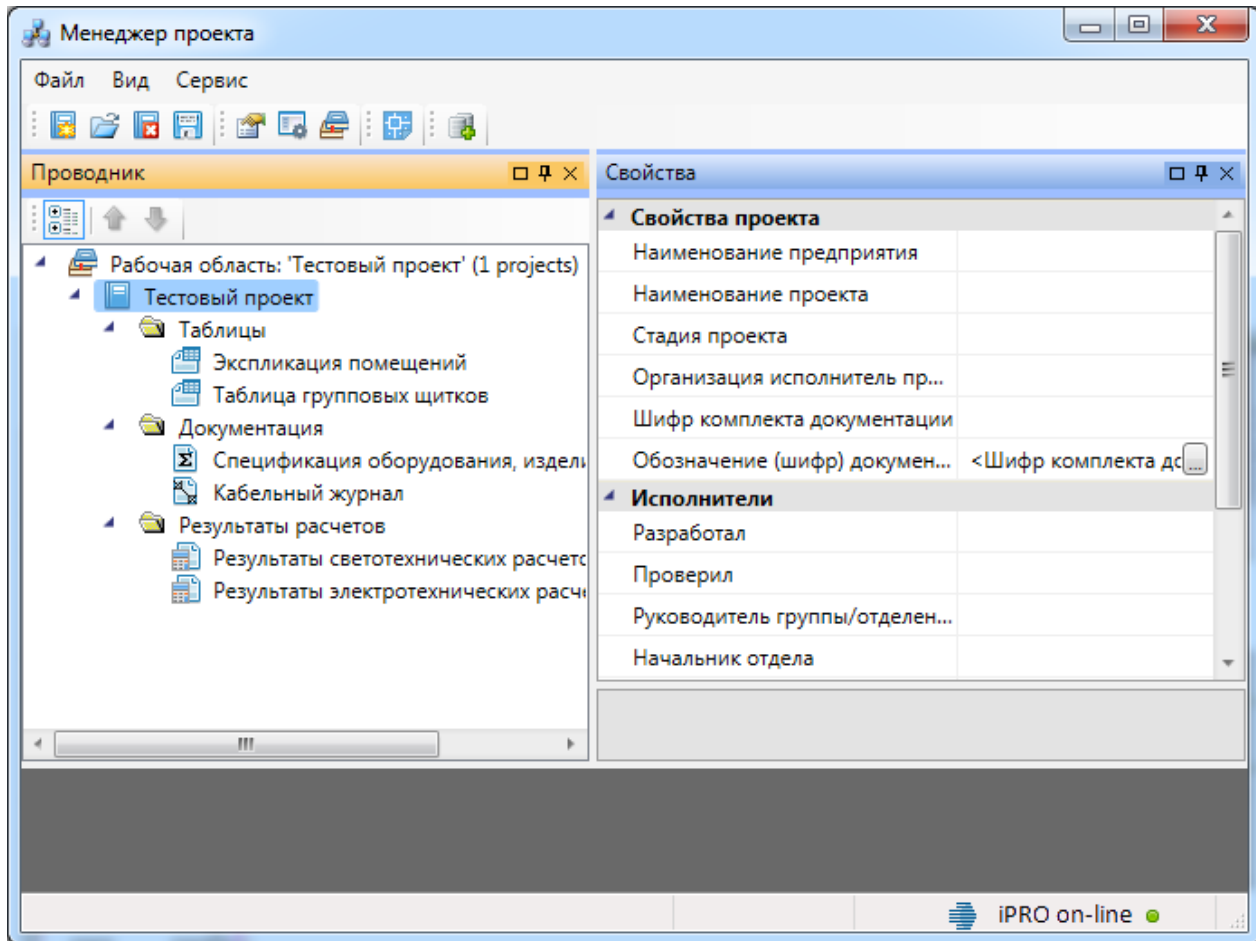 Менеджер проекта
Файл Вид Сервис
Проводник
Рабочая область: 'Тестовый проект' (1 projects)
Тестовый проект
Таблицы
Экспликация помещений
Таблица групповых щитков
Документация
Спецификация оборудования, издели
Кабельный журнал
Результаты расчетов
Результаты светотехнических расчетс
Результаты электротехнических расч
Свойства
Свойства проекта
Наименование предприятия
Наименование проекта
Стадия проекта
Организация исполнитель пр...
Шифр комплекта документации
Обозначение (шифр) докумен... <Шифр комплекта дс ...
Исполнители
Разработал
Проверил
Руководитель группы/отделен...
Начальник отдела
iPRO on-line